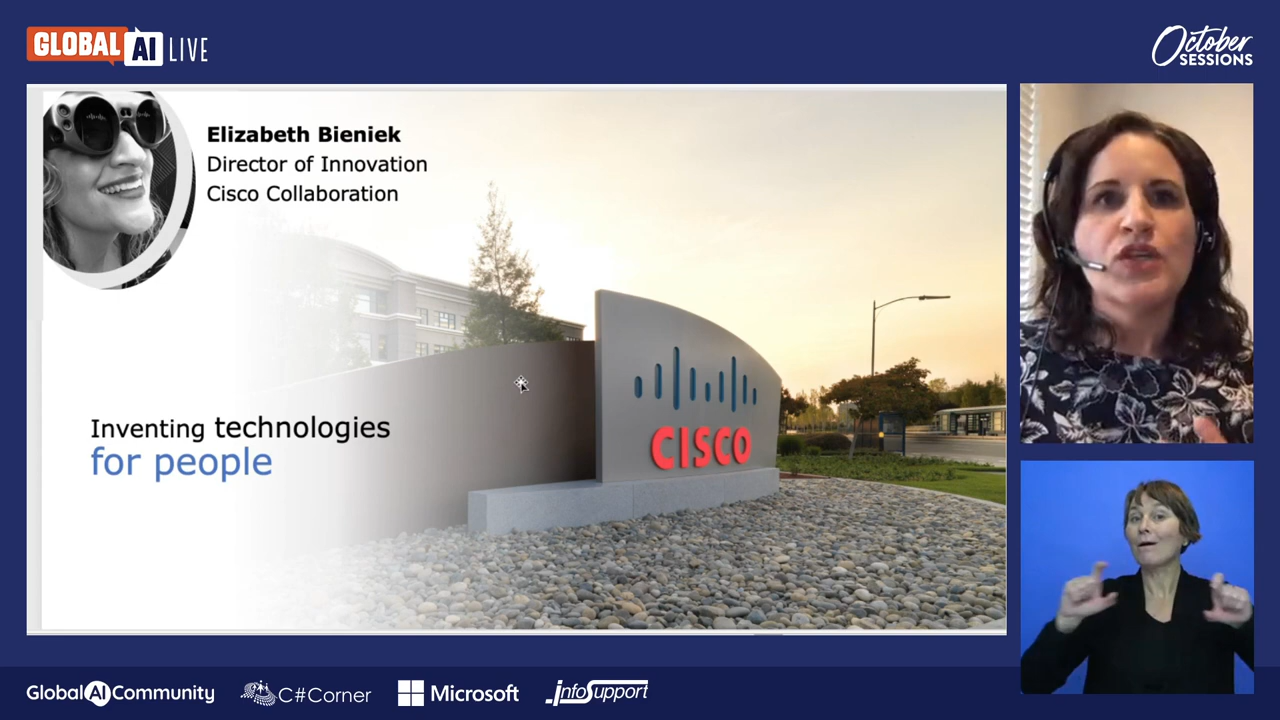 GLOBAL AI LIVE
October
SESSIONS
Elizabeth Bieniek
Director of Innovation
Cisco Collaboration
Inventing technologies
for people
CISCO
Global AI Community
C#Corner
Microsoft
InfoSupport